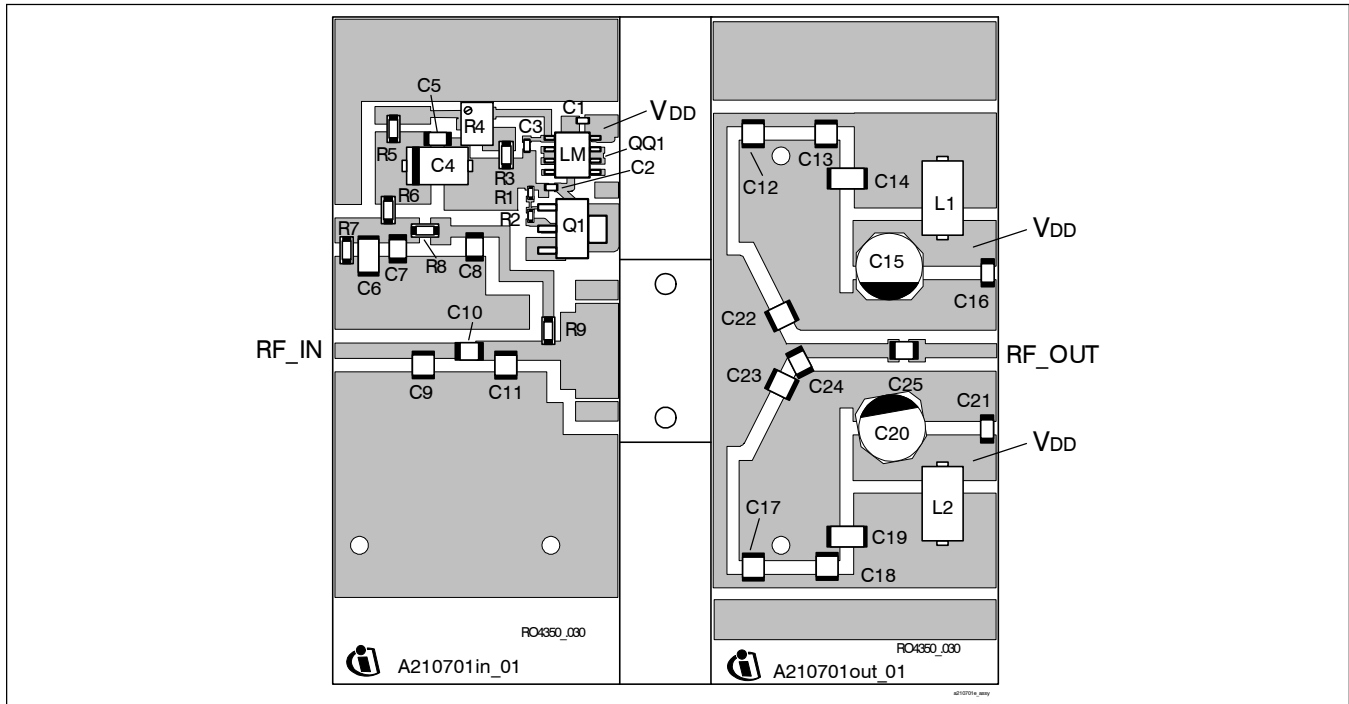 C5
C1
VDD
R4
C3
QQ1
R5
LM
C4
R3
C2
R6
R1
R2
Q1
R7
R8
C8
C7
C6
C10
R9
RF_IN
C9
C11
RO4350_030
A210701in_01
C12
C13
C14
L1
VDD
C15
C16
C22
RF_OUT
C23
C24
C25
C21
C20
VDD
C17
L2
C19
C18
RO4350_030
A210701out_01
a210701e_assy